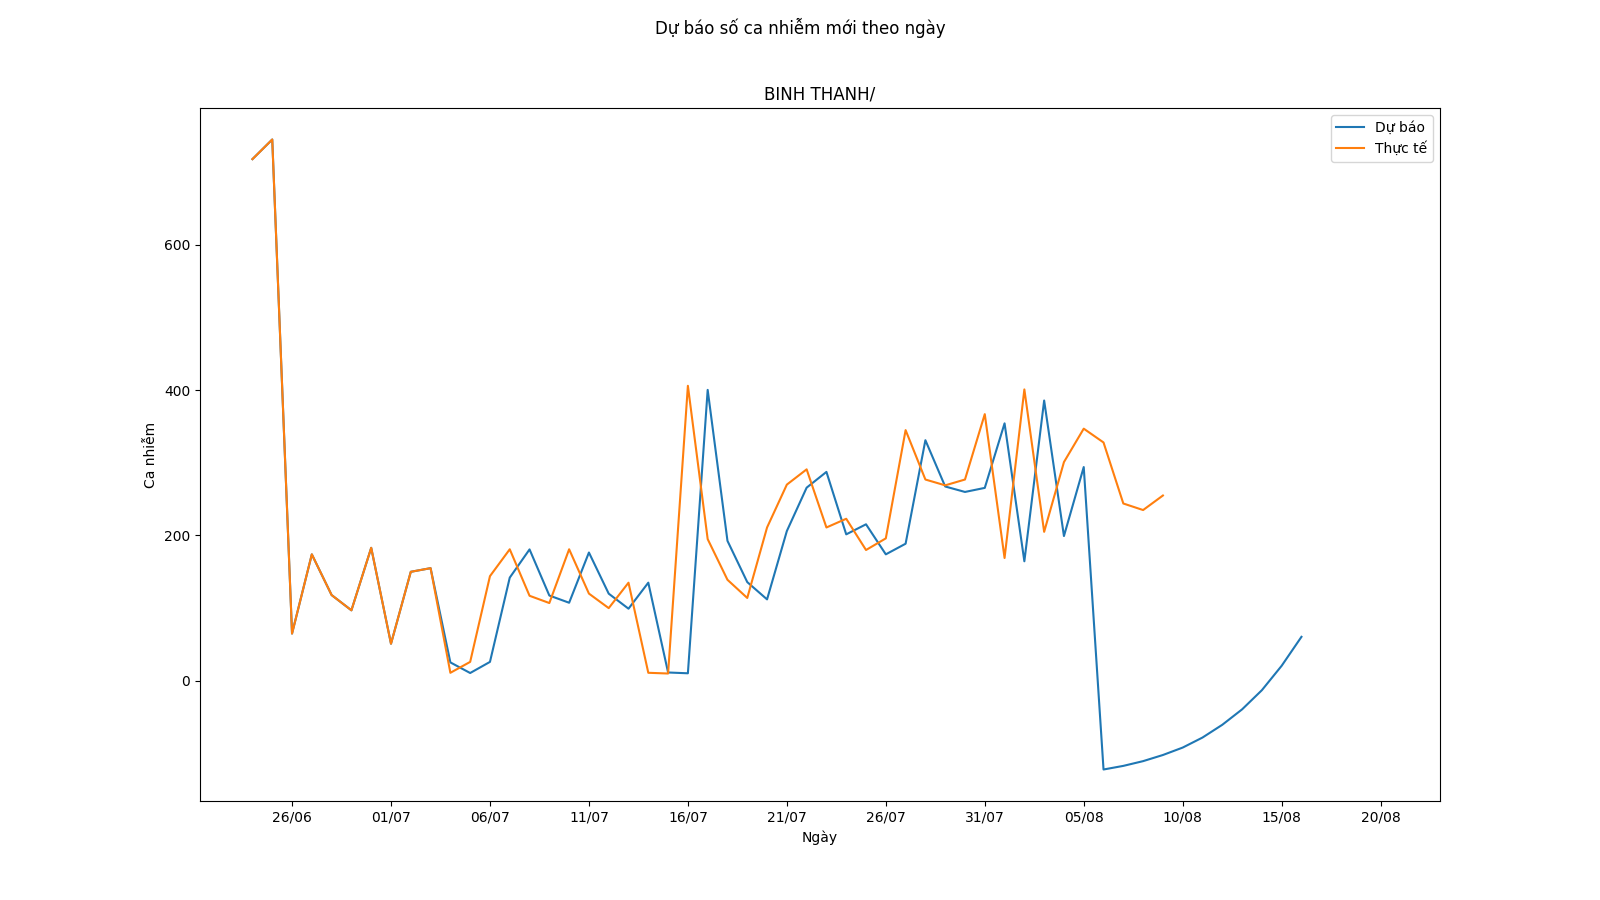 Dự báo số ca nhiễm mới theo ngày
BINH THANH/
Dự báo
Thực tế
600
400
200
0
Ca nhiễm
26/06 01/07 06/07 11/07 16/07 21/07 26/07 31/07 05/08 10/08 15/08 20/08
Ngày